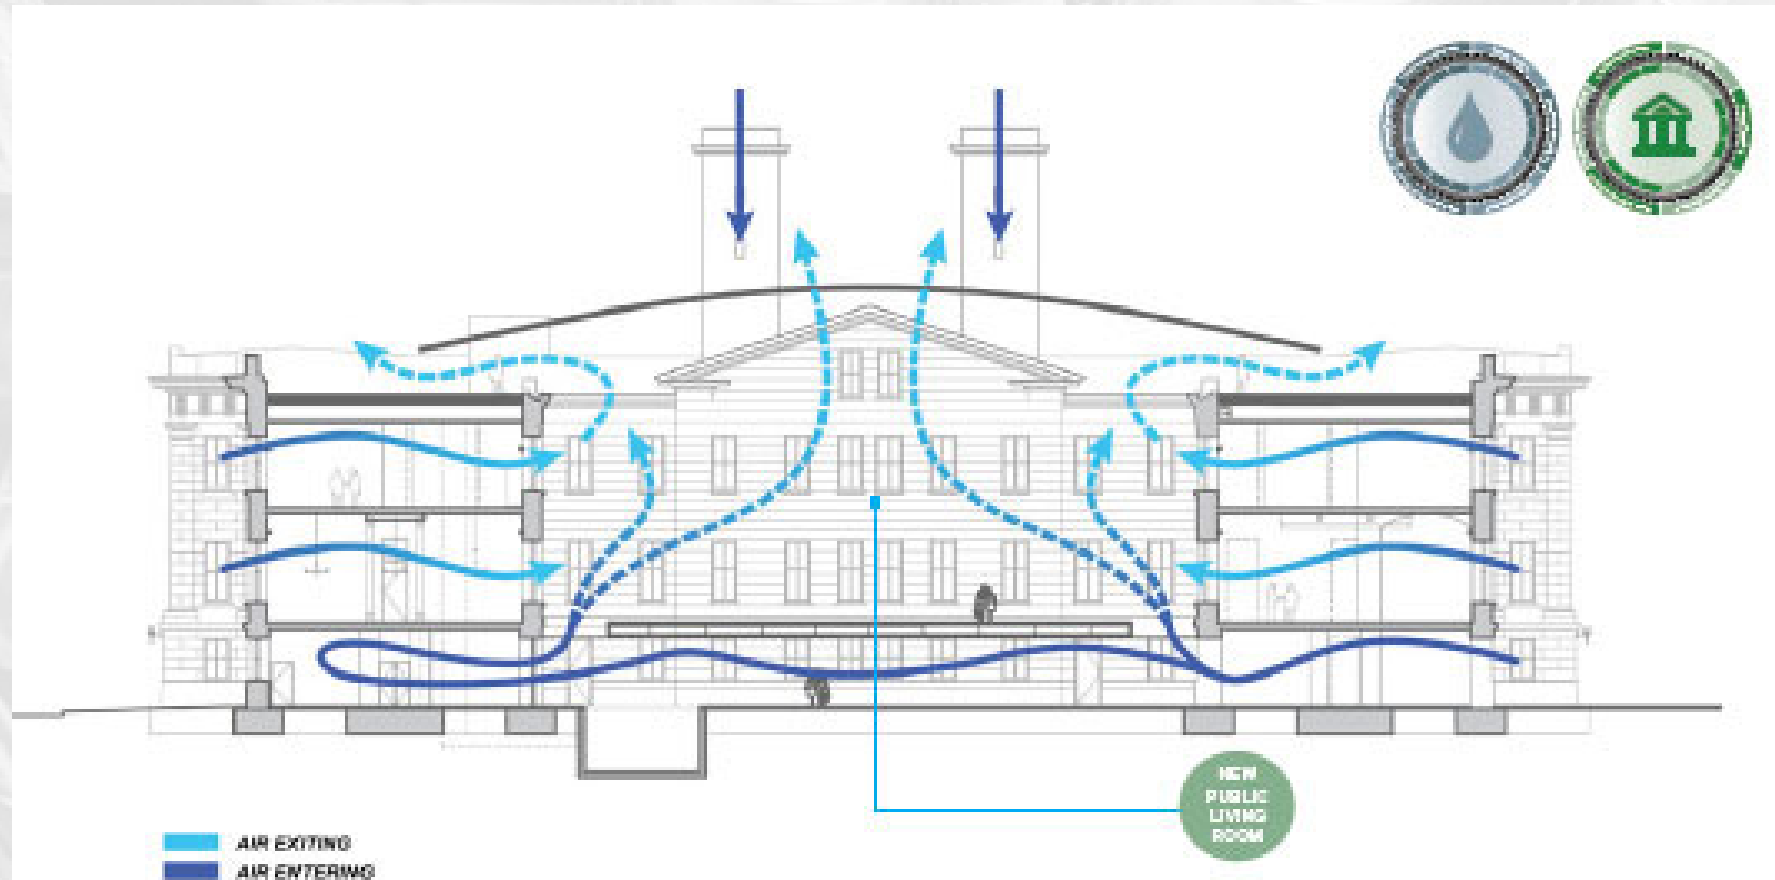 NEW
PUBLIC
LIVING
ROOM
AIR EXITING
AIR ENTERING